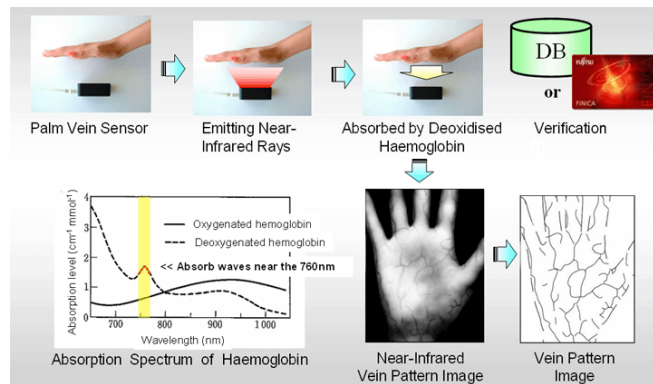 DB
or
FUJITSU
FINICA
Palm Vein Sensor
Emitting Near-
Infrared Rays
Absorbed by Deoxidised
Haemoglobin
Verification
Absorption level (cm⁻¹ mmol⁻¹)
4
3
2
1
0
Oxygenated hemoglobin
Deoxygenated hemoglobin
<< Absorb waves near the 760nm
700
800
900
1 000
Wavelength (nm)
Absorption Spectrum of Haemoglobin
Near-Infrared
Vein Pattern Image
Vein Pattern
Image